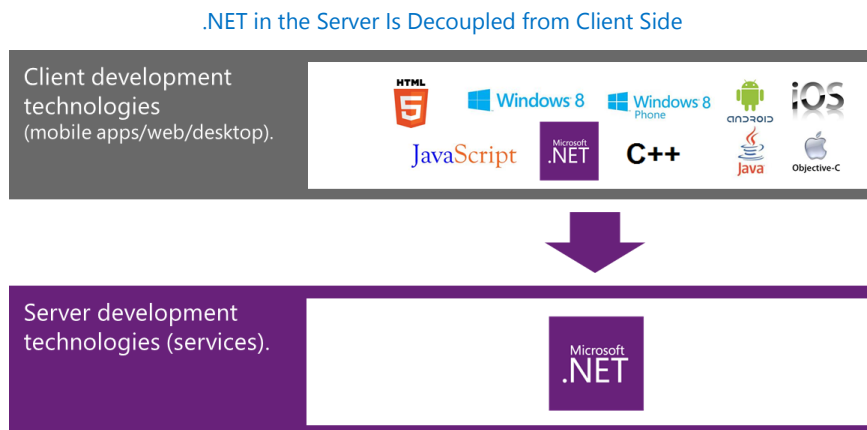 .NET in the Server Is Decoupled from Client Side
Client development
technologies
(mobile apps/web/desktop).
HTML
5
Windows 8
Windows 8
Phone
android
iOS
JavaScript
Microsoft
.NET
C++
Java
Objective-C
Server development
technologies (services).
Microsoft
.NET